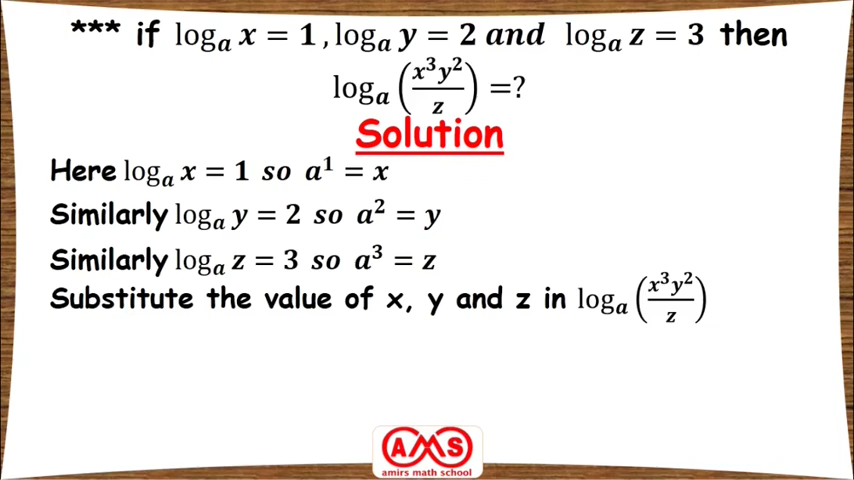 *** if logₐ x = 1, logₐ y = 2 and logₐ z = 3 then
logₐ (x³y²/z) =?
Solution
Here logₐ x = 1 so a¹ = x
Similarly logₐ y = 2 so a² = y
Similarly logₐ z = 3 so a³ = z
Substitute the value of x, y and z in logₐ (x³y²/z)
AMS
amirs math school